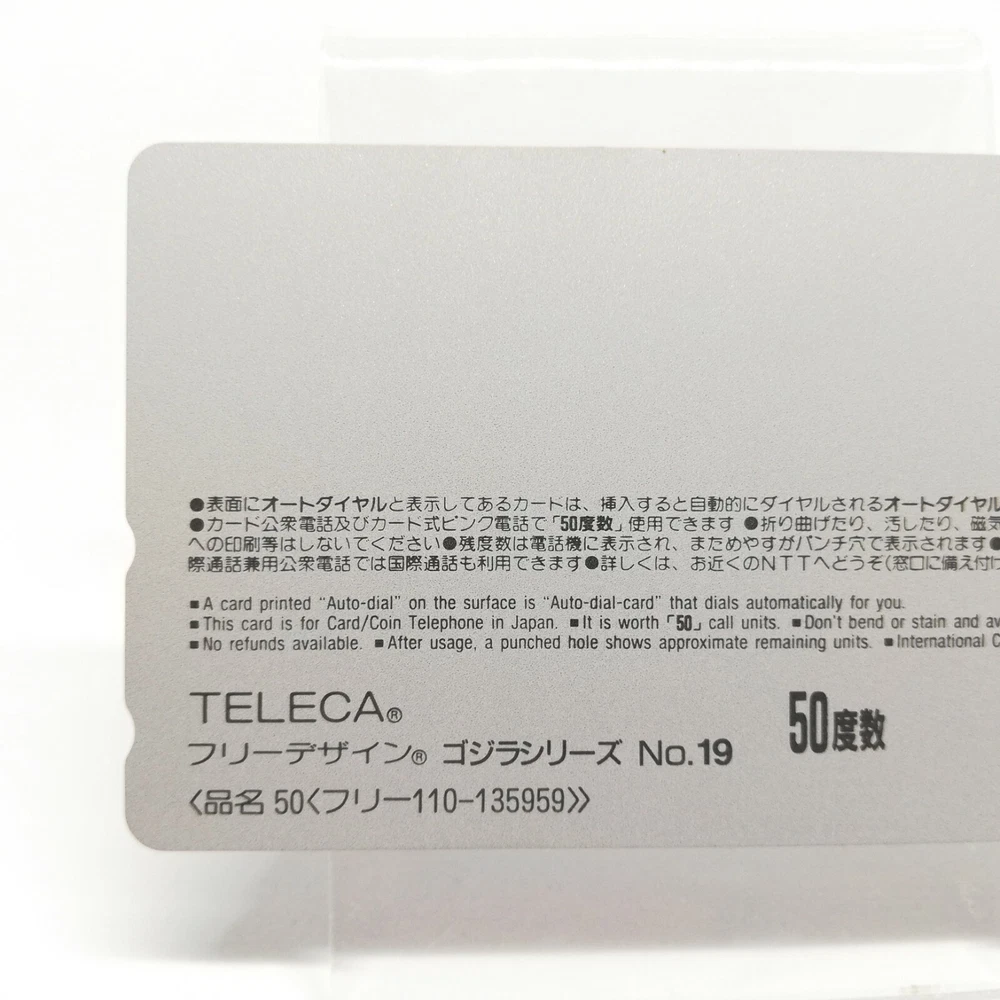 ●表面にオートダイヤルと表示してあるカードは、挿入すると自動的にダイヤルされるオートダイヤル
●カード公衆電話及びカード式ピンク電話で「50度数」使用できます ●折り曲げたり、汚したり、磁気
への印刷等はしないでください●残度数は電話機に表示され、まためやすがパンチ穴で表示されます●
際通話兼用公衆電話では国際通話も利用できます●詳しくは、お近くのNTTへどうぞ(窓口に備え付け
■A card printed "Auto-dial" on the surface is "Auto-dial-card" that dials automatically for you.
■This card is for Card/Coin Telephone in Japan. ■It is worth「50」call units. ■Don't bend or stain and
■No refunds available. ■After usage, a punched hole shows approximate remaining units. ■International
TELECA®
フリーデザイン® ゴジラシリーズ No.19
50度数
〈品名 50〈フリー110-135959〉〉